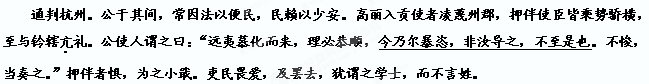 通判杭州。公于其间，常因法以便民，民赖以少安。高丽入贡使者凌蔑州郡，押伴使臣皆乘势骄横，
至与钤辖亢礼。公使人谓之曰：“远夷慕化而来，理必恭顺，今乃尔暴恣，非汝导之，不至是也。不悛，
当奏之。”押伴者惧，为之小戢。吏民畏爱，及罢去，犹谓之学士，而不言姓。